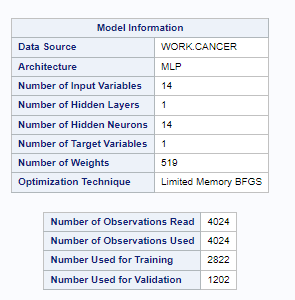 Model Information
Data Source WORK.CANCER
Architecture MLP
Number of Input Variables 14
Number of Hidden Layers 1
Number of Hidden Neurons 14
Number of Target Variables 1
Number of Weights 519
Optimization Technique Limited Memory BFGS
Number of Observations Read 4024
Number of Observations Used 4024
Number Used for Training 2822
Number Used for Validation 1202